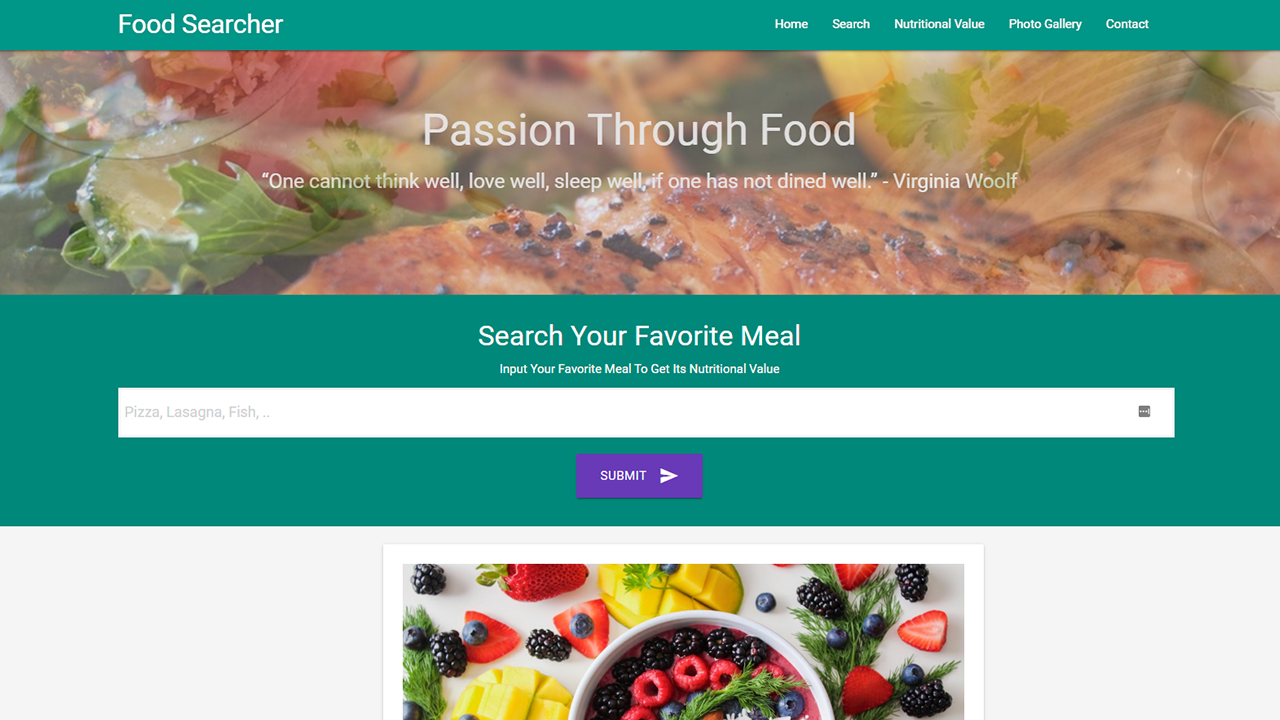 Food Searcher
Home Search Nutritional Value Photo Gallery Contact
Passion Through Food
“One cannot think well, love well, sleep well, if one has not dined well.” - Virginia Woolf
Search Your Favorite Meal
Input Your Favorite Meal To Get Its Nutritional Value
Pizza, Lasagna, Fish, ..
SUBMIT